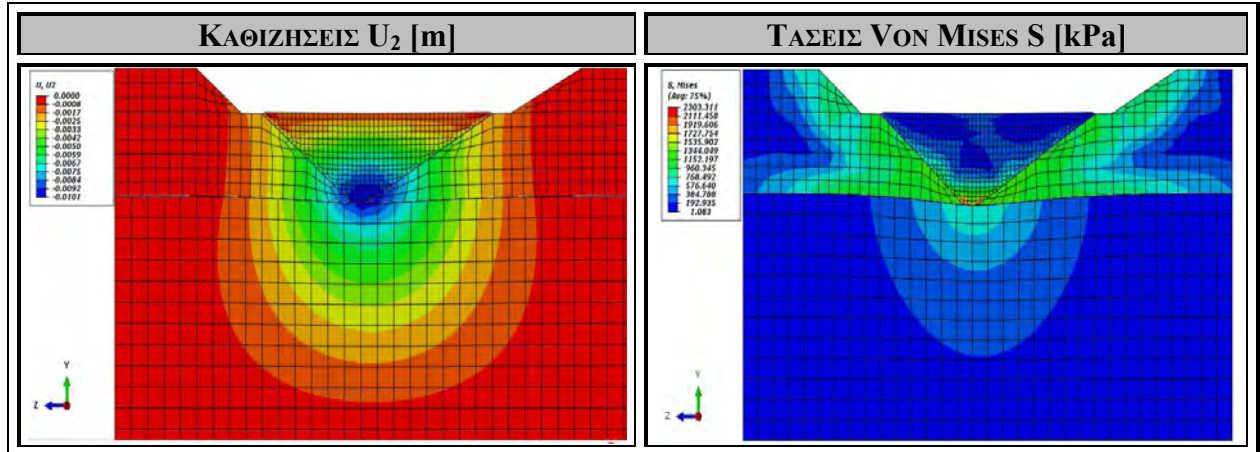 ΚΑΘΙΖΗΣΕΙΣ U₂ [m]
ΤΑΣΕΙΣ VON MISES S [kPa]
U, U2
0.0000
-0.0008
-0.0017
-0.0025
-0.0033
-0.0042
-0.0050
-0.0059
-0.0067
-0.0075
-0.0084
-0.0092
-0.0101
Y
Z
S, Mises
(Avg: 75%)
2303.311
2111.458
1919.606
1727.754
1535.902
1344.049
1152.197
960.345
768.492
576.640
384.788
192.935
1.083
Y
Z